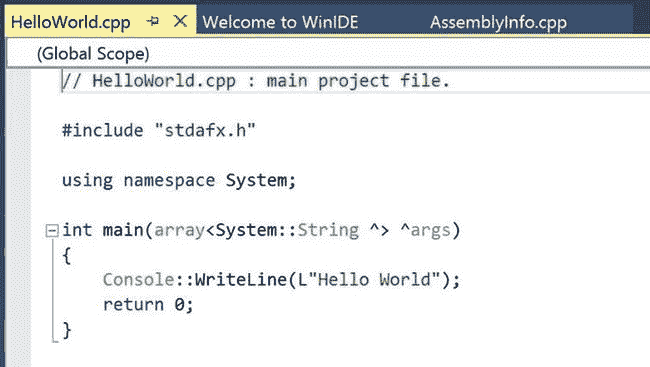 HelloWorld.cpp Welcome to WinIDE AssemblyInfo.cpp
(Global Scope)
// HelloWorld.cpp : main project file.
#include "stdafx.h"
using namespace System;
int main(array<System::String ^> ^args)
{
Console::WriteLine(L"Hello World");
return 0;
}